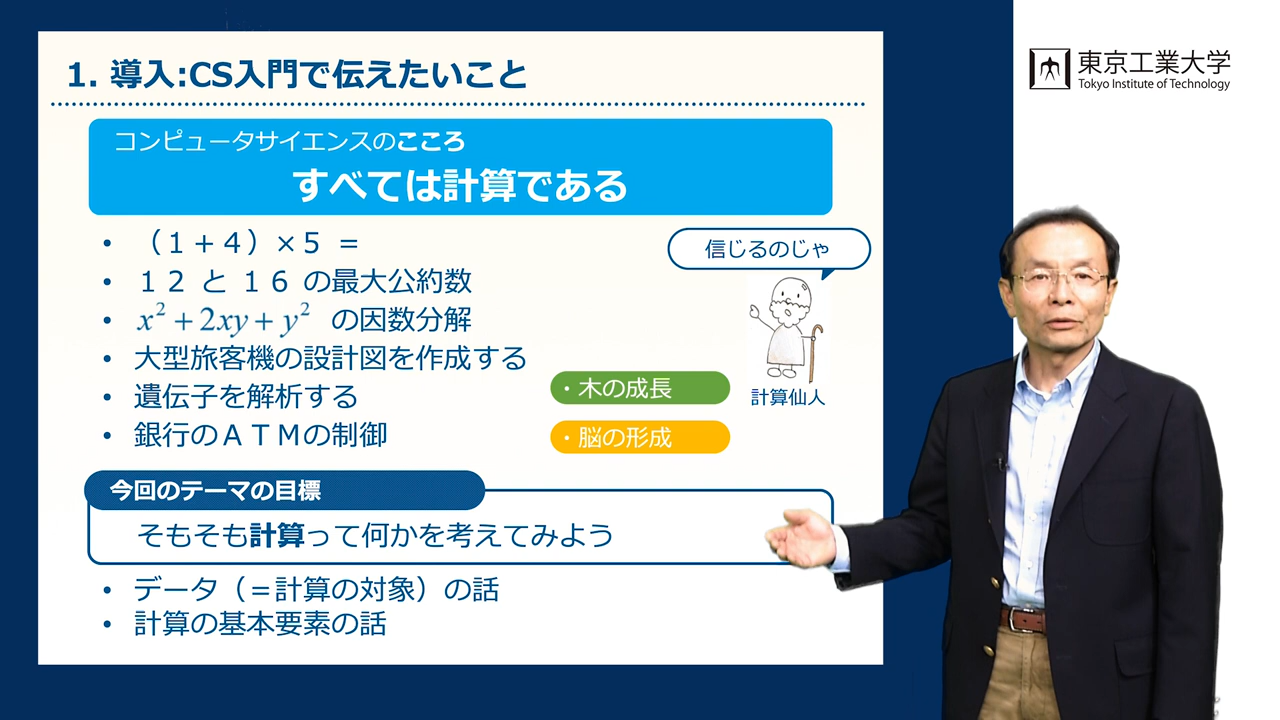 1. 導入:CS入門で伝えたいこと
東京工業大学
Tokyo Institute of Technology
コンピュータサイエンスのこころ
すべては計算である
• （１＋４）×５ ＝
• １２ と １６ の最大公約数
• x² + 2xy + y² の因数分解
• 大型旅客機の設計図を作成する
• 遺伝子を解析する
• 銀行のＡＴＭの制御
信じるのじゃ
計算仙人
・木の成長
・脳の形成
今回のテーマの目標
そもそも計算って何かを考えてみよう
• データ（＝計算の対象）の話
• 計算の基本要素の話